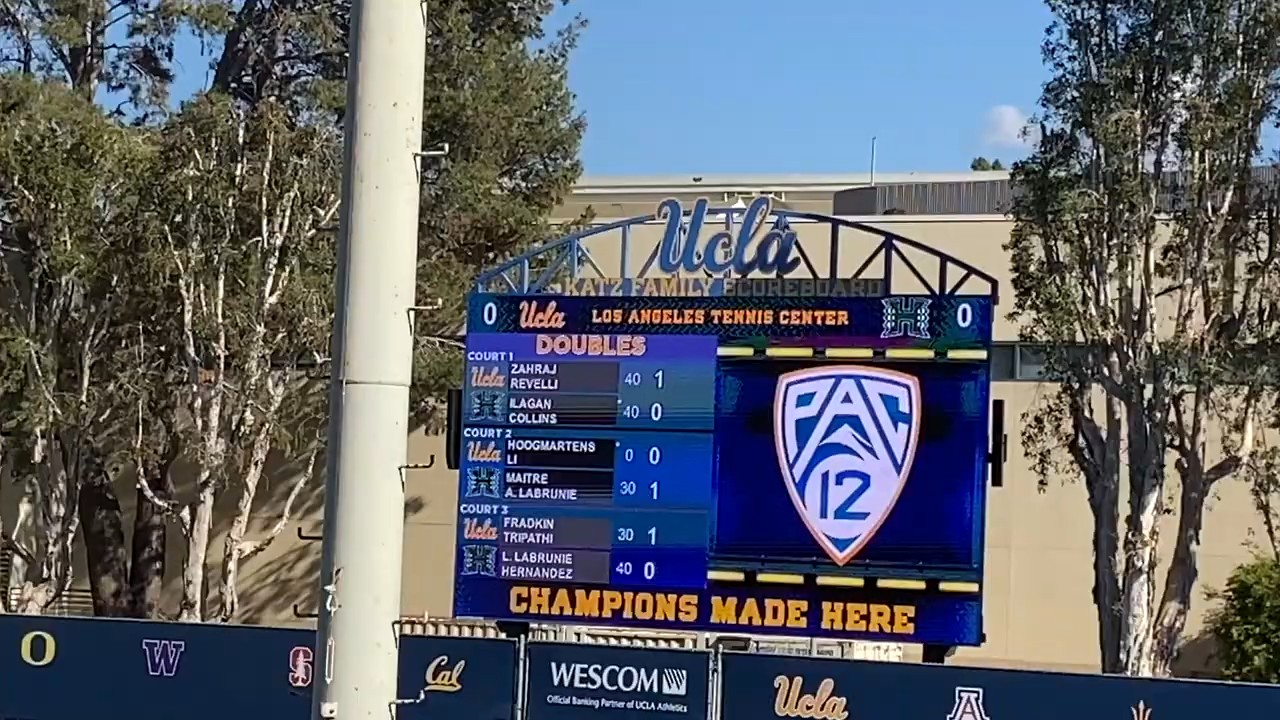 Ucla
KATZ FAMILY SCOREBOARD
0 Ucla LOS ANGELES TENNIS CENTER H 0
DOUBLES
COURT 1
Ucla ZAHRAJ REVELLI 40 1
H ILAGAN COLLINS 40 0
COURT 2
Ucla HOOGMARTENS LI 0 0
H MAITRE A. LABRUNIE 30 1
COURT 3
Ucla FRADKIN TRIPATHI 30 1
H L. LABRUNIE HERNANDEZ 40 0
PAC
12
CHAMPIONS MADE HERE
O W S Cal
WESCOM
Official Banking Partner of UCLA Athletics
Ucla A